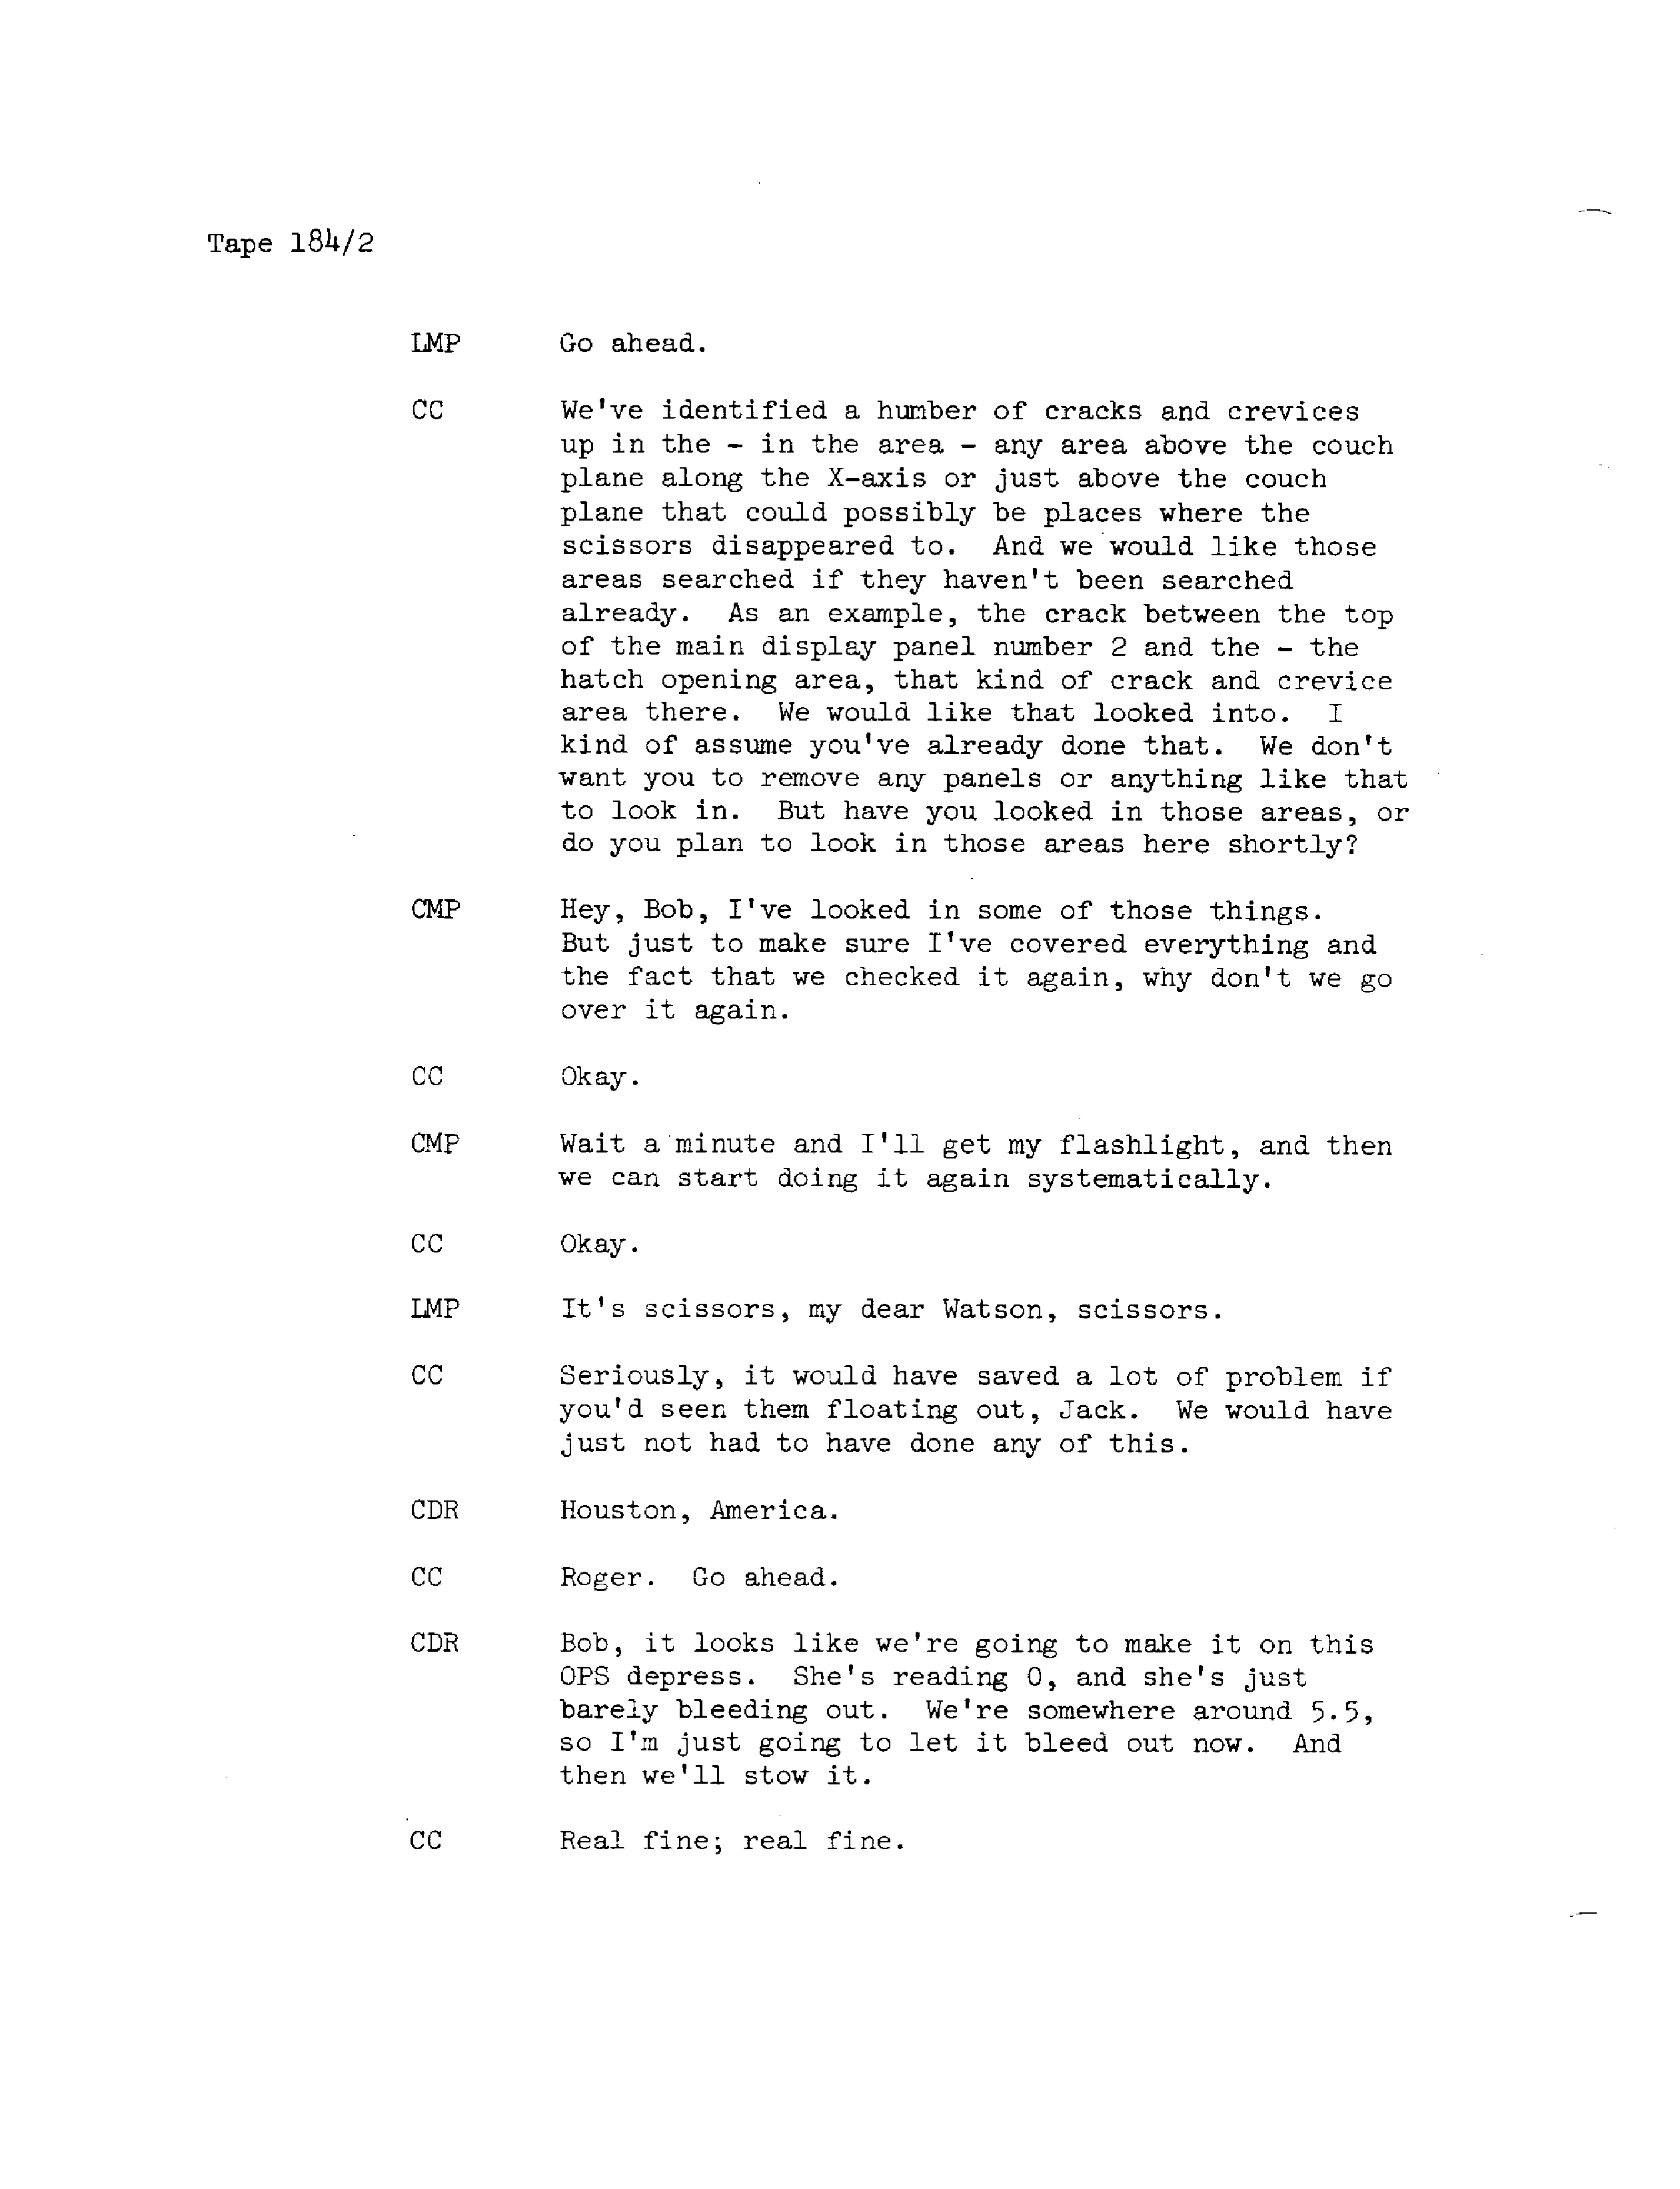 Tape 184/2
LMP Go ahead.
CC We've identified a humber of cracks and crevices
up in the - in the area - any area above the couch
plane along the X-axis or just above the couch
plane that could possibly be places where the
scissors disappeared to. And we would like those
areas searched if they haven't been searched
already. As an example, the crack between the top
of the main display panel number 2 and the - the
hatch opening area, that kind of crack and crevice
area there. We would like that looked into. I
kind of assume you've already done that. We don't
want you to remove any panels or anything like that
to look in. But have you looked in those areas, or
do you plan to look in those areas here shortly?
CMP Hey, Bob, I've looked in some of those things.
But just to make sure I've covered everything and
the fact that we checked it again, why don't we go
over it again.
CC Okay.
CMP Wait a minute and I'll get my flashlight, and then
we can start doing it again systematically.
CC Okay.
LMP It's scissors, my dear Watson, scissors.
CC Seriously, it would have saved a lot of problem if
you'd seen them floating out, Jack. We would have
just not had to have done any of this.
CDR Houston, America.
CC Roger. Go ahead.
CDR Bob, it looks like we're going to make it on this
OPS depress. She's reading 0, and she's just
barely bleeding out. We're somewhere around 5.5,
so I'm just going to let it bleed out now. And
then we'll stow it.
CC Real fine; real fine.